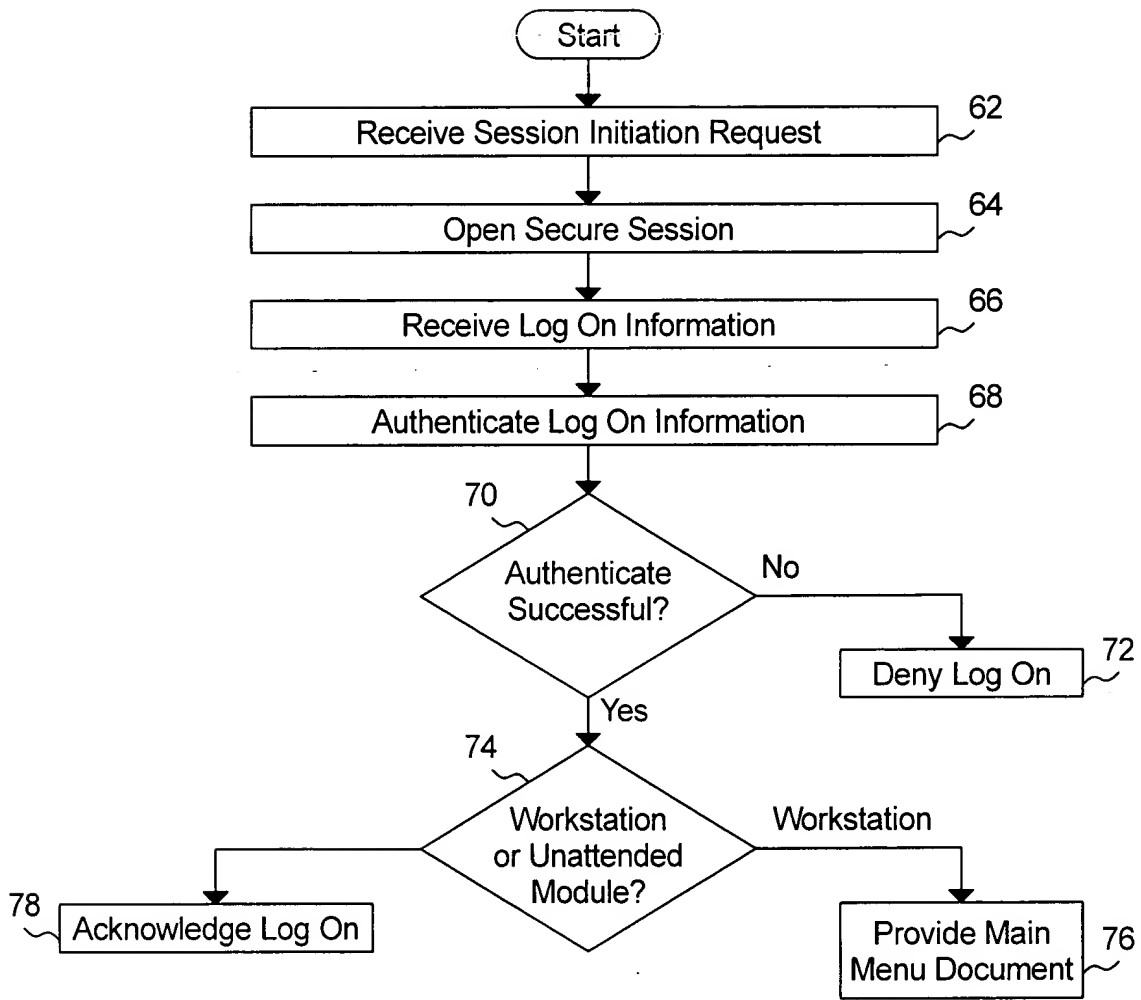 Start
62
Receive Session Initiation Request
64
Open Secure Session
66
Receive Log On Information
68
Authenticate Log On Information
70
Authenticate
Successful?
No
72
Deny Log On
Yes
74
Workstation
or Unattended
Module?
Workstation
78
Acknowledge Log On
Provide Main
Menu Document
76